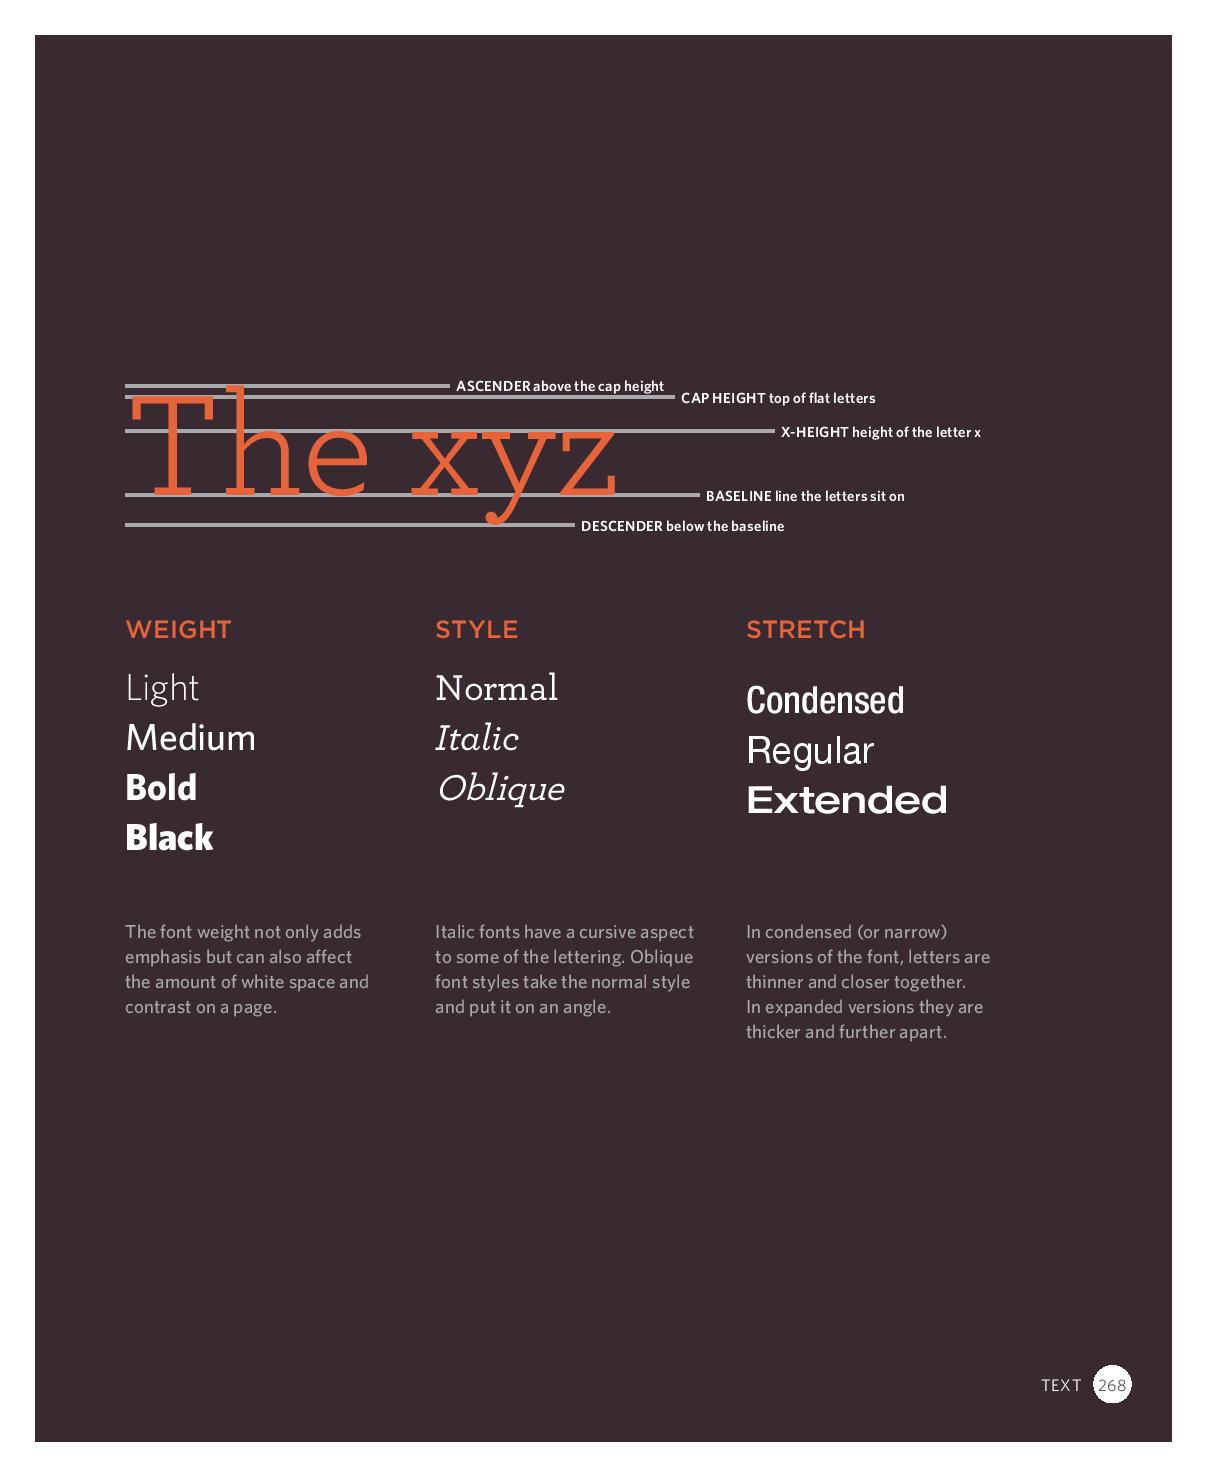 The xyz
ASCENDER above the cap height
CAP HEIGHT top of flat letters
X-HEIGHT height of the letter x
BASELINE line the letters sit on
DESCENDER below the baseline
WEIGHT
Light
Medium
Bold
Black
The font weight not only adds
emphasis but can also affect
the amount of white space and
contrast on a page.
STYLE
Normal
Italic
Oblique
Italic fonts have a cursive aspect
to some of the lettering. Oblique
font styles take the normal style
and put it on an angle.
STRETCH
Condensed
Regular
Extended
In condensed (or narrow)
versions of the font, letters are
thinner and closer together.
In expanded versions they are
thicker and further apart.
TEXT 268